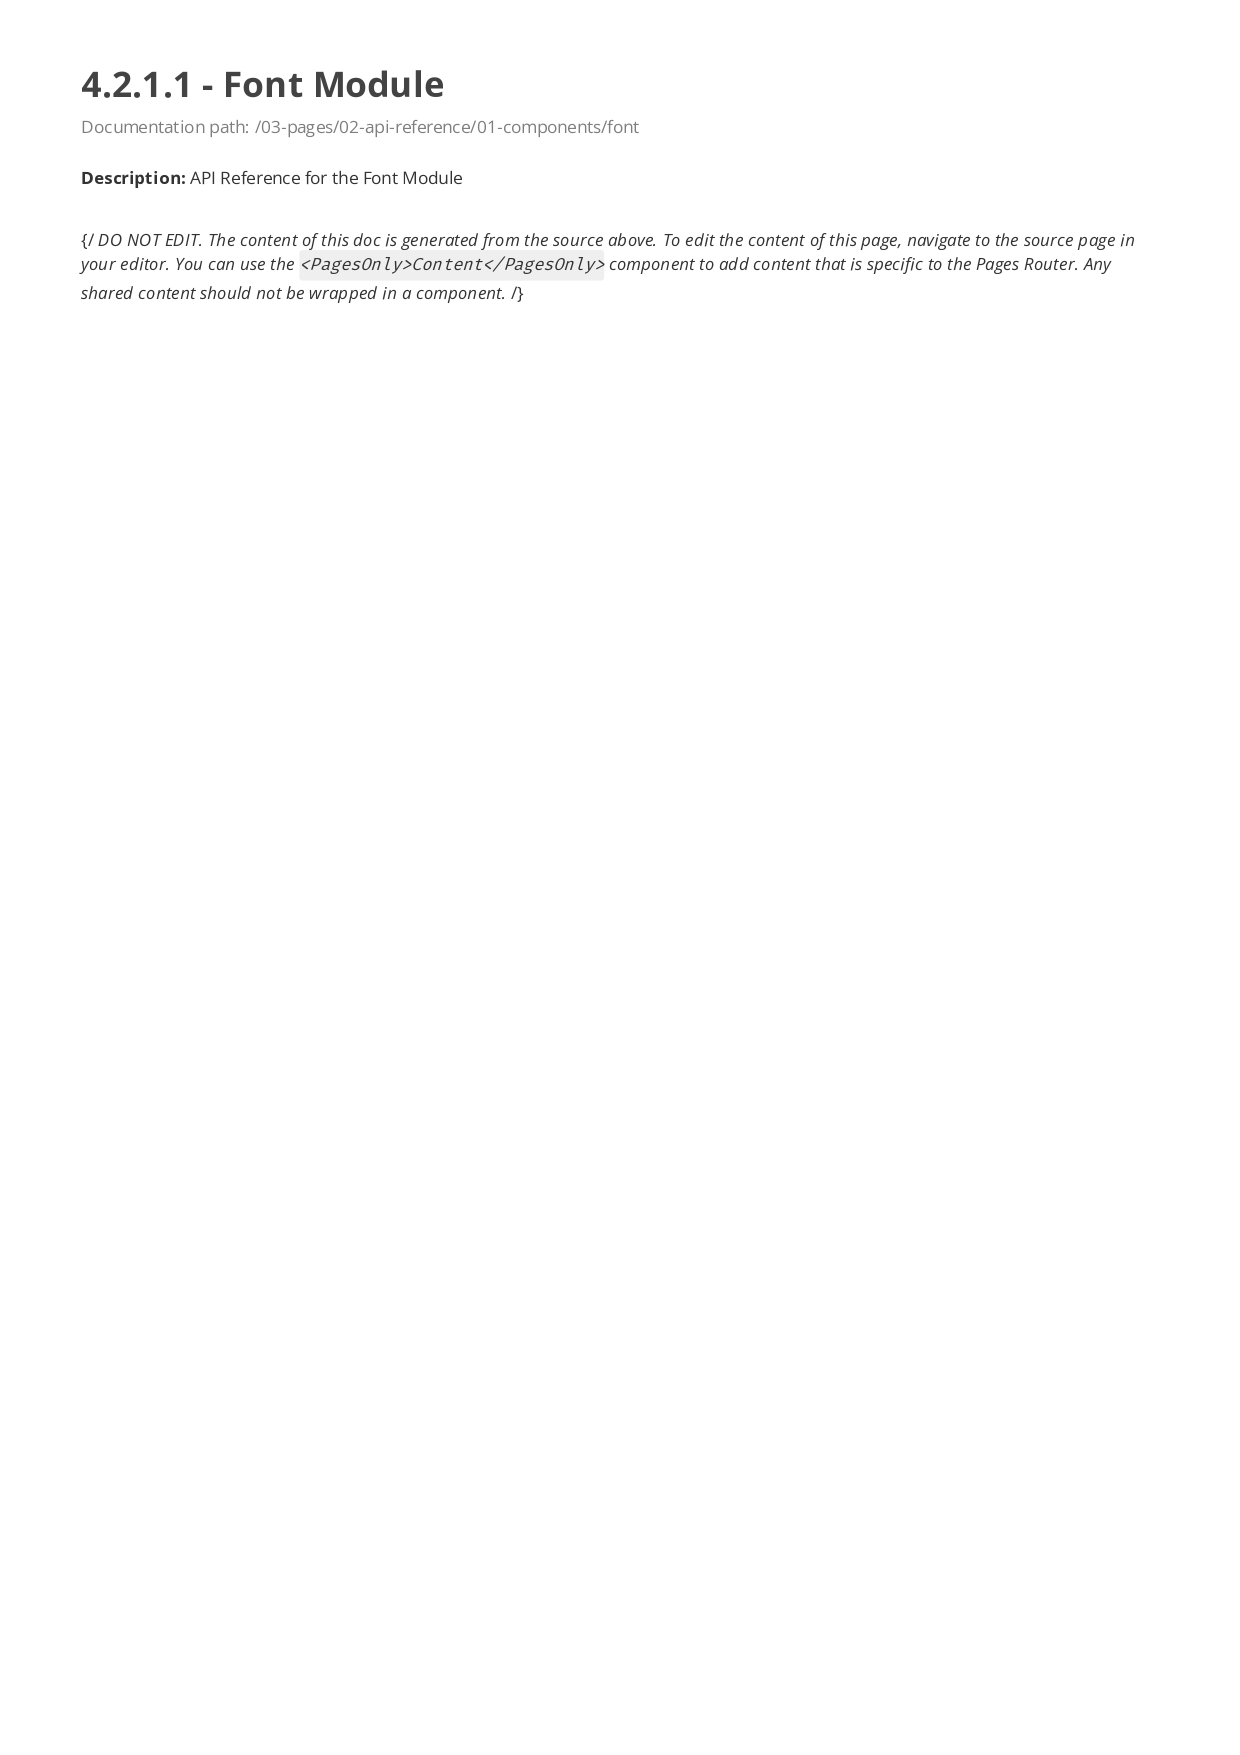 4.2.1.1 - Font Module
Documentation path: /03-pages/02-api-reference/01-components/font
Description: API Reference for the Font Module
{/ DO NOT EDIT. The content of this doc is generated from the source above. To edit the content of this page, navigate to the source page in
your editor. You can use the <PagesOnly>Content</PagesOnly> component to add content that is specific to the Pages Router. Any
shared content should not be wrapped in a component. /}